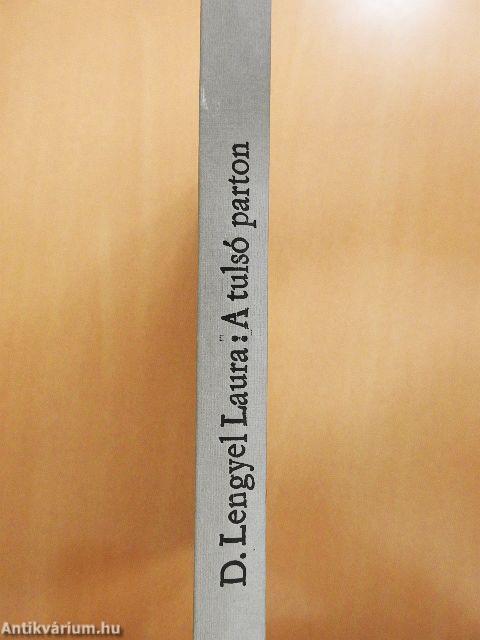 D. Lengyel Laura: A tulsó parton
Antikvárium.hu